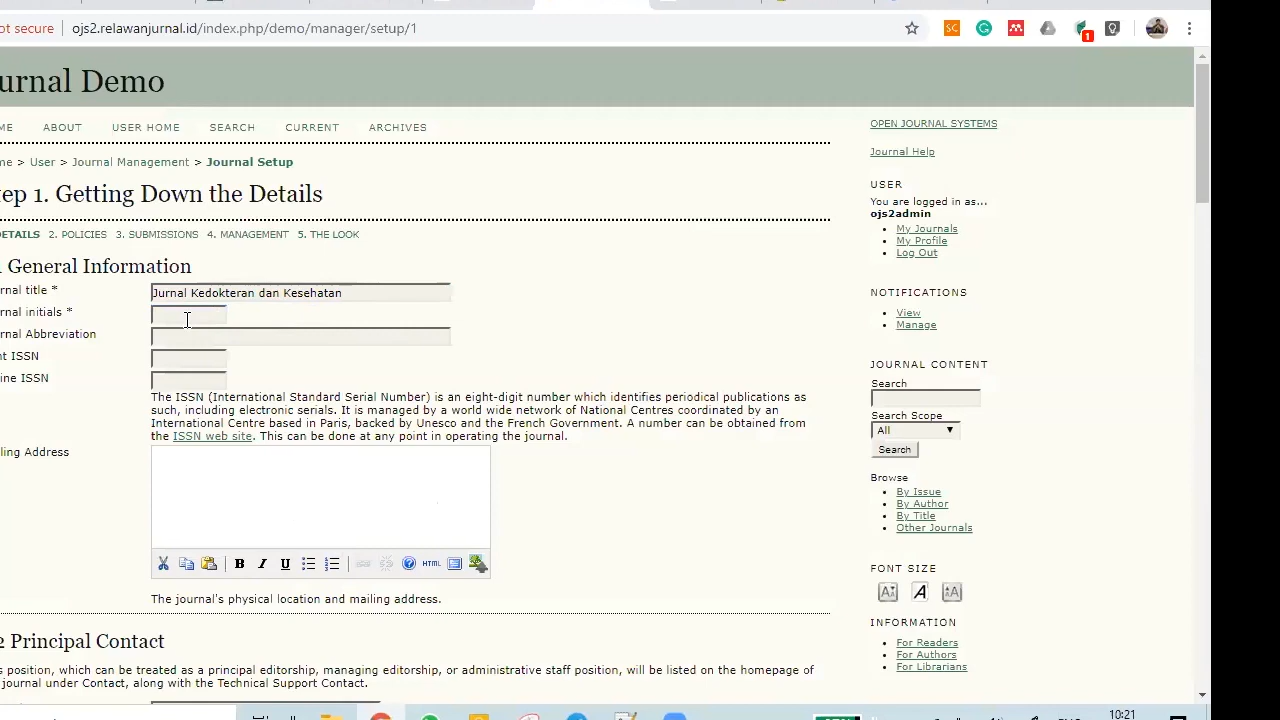 ot secure ojs2.relawanjurnal.id/index.php/demo/manager/setup/1
SC
1
urnal Demo
ME ABOUT USER HOME SEARCH CURRENT ARCHIVES
me > User > Journal Management > Journal Setup
tep 1. Getting Down the Details
DETAILS 2. POLICIES 3. SUBMISSIONS 4. MANAGEMENT 5. THE LOOK
General Information
rnal title * Jurnal Kedokteran dan Kesehatan
rnal initials *
rnal Abbreviation
nt ISSN
ine ISSN
The ISSN (International Standard Serial Number) is an eight-digit number which identifies periodical publications as
such, including electronic serials. It is managed by a world wide network of National Centres coordinated by an
International Centre based in Paris, backed by Unesco and the French Government. A number can be obtained from
the ISSN web site. This can be done at any point in operating the journal.
ling Address
B I U HTML
The journal's physical location and mailing address.
2 Principal Contact
s position, which can be treated as a principal editorship, managing editorship, or administrative staff position, will be listed on the homepage of
journal under Contact, along with the Technical Support Contact.
OPEN JOURNAL SYSTEMS
Journal Help
USER
You are logged in as...
ojs2admin
My Journals
My Profile
Log Out
NOTIFICATIONS
View
Manage
JOURNAL CONTENT
Search
Search Scope
All
Search
Browse
By Issue
By Author
By Title
Other Journals
FONT SIZE
A A A
INFORMATION
For Readers
For Authors
For Librarians
10:21